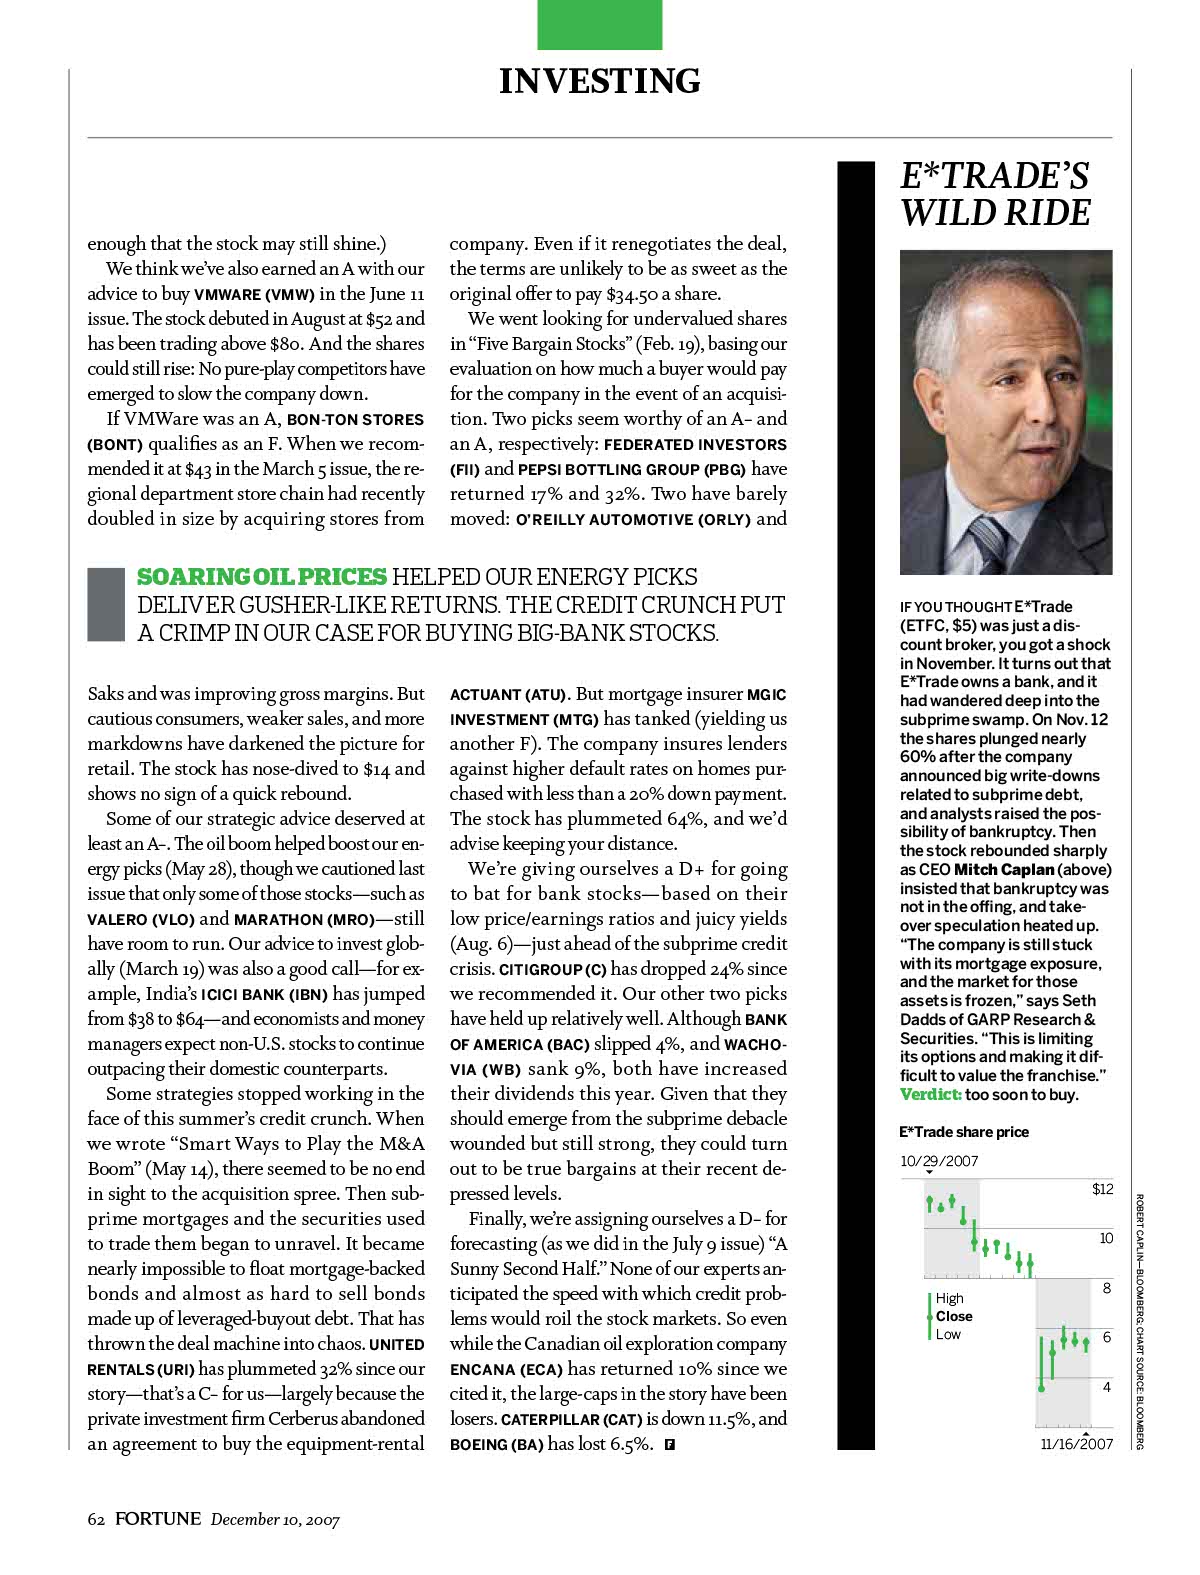 INVESTING
enough that the stock may still shine.)
We think we've also earned an A with our
advice to buy VMWARE (VMW) in the June 11
issue. The stock debuted in August at $52 and
has been trading above $80. And the shares
could still rise: No pure-play competitors have
emerged to slow the company down.
If VMWare was an A, BON-TON STORES
(BONT) qualifies as an F. When we recom-
mended it at $43 in the March 5 issue, the re-
gional department store chain had recently
doubled in size by acquiring stores from
company. Even if it renegotiates the deal,
the terms are unlikely to be as sweet as the
original offer to pay $34.50 a share.
We went looking for undervalued shares
in "Five Bargain Stocks" (Feb. 19), basing our
evaluation on how much a buyer would pay
for the company in the event of an acquisi-
tion. Two picks seem worthy of an A– and
an A, respectively: FEDERATED INVESTORS
(FII) and PEPSI BOTTLING GROUP (PBG) have
returned 17% and 32%. Two have barely
moved: O'REILLY AUTOMOTIVE (ORLY) and
SOARING OIL PRICES HELPED OUR ENERGY PICKS
DELIVER GUSHER-LIKE RETURNS. THE CREDIT CRUNCH PUT
A CRIMP IN OUR CASE FOR BUYING BIG-BANK STOCKS.
Saks and was improving gross margins. But
cautious consumers, weaker sales, and more
markdowns have darkened the picture for
retail. The stock has nose-dived to $14 and
shows no sign of a quick rebound.
Some of our strategic advice deserved at
least an A–. The oil boom helped boost our en-
ergy picks (May 28), though we cautioned last
issue that only some of those stocks—such as
VALERO (VLO) and MARATHON (MRO)—still
have room to run. Our advice to invest glob-
ally (March 19) was also a good call—for ex-
ample, India's ICICI BANK (IBN) has jumped
from $38 to $64—and economists and money
managers expect non-U.S. stocks to continue
outpacing their domestic counterparts.
Some strategies stopped working in the
face of this summer's credit crunch. When
we wrote "Smart Ways to Play the M&A
Boom" (May 14), there seemed to be no end
in sight to the acquisition spree. Then sub-
prime mortgages and the securities used
to trade them began to unravel. It became
nearly impossible to float mortgage-backed
bonds and almost as hard to sell bonds
made up of leveraged-buyout debt. That has
thrown the deal machine into chaos. UNITED
RENTALS (URI) has plummeted 32% since our
story—that's a C– for us—largely because the
private investment firm Cerberus abandoned
an agreement to buy the equipment-rental
ACTUANT (ATU). But mortgage insurer MGIC
INVESTMENT (MTG) has tanked (yielding us
another F). The company insures lenders
against higher default rates on homes pur-
chased with less than a 20% down payment.
The stock has plummeted 64%, and we'd
advise keeping your distance.
We're giving ourselves a D+ for going
to bat for bank stocks—based on their
low price/earnings ratios and juicy yields
(Aug. 6)—just ahead of the subprime credit
crisis. CITIGROUP (C) has dropped 24% since
we recommended it. Our other two picks
have held up relatively well. Although BANK
OF AMERICA (BAC) slipped 4%, and WACHO-
VIA (WB) sank 9%, both have increased
their dividends this year. Given that they
should emerge from the subprime debacle
wounded but still strong, they could turn
out to be true bargains at their recent de-
pressed levels.
Finally, we're assigning ourselves a D– for
forecasting (as we did in the July 9 issue) "A
Sunny Second Half." None of our experts an-
ticipated the speed with which credit prob-
lems would roil the stock markets. So even
while the Canadian oil exploration company
ENCANA (ECA) has returned 10% since we
cited it, the large-caps in the story have been
losers. CATERPILLAR (CAT) is down 11.5%, and
BOEING (BA) has lost 6.5%. F
E*TRADE'S
WILD RIDE
IF YOU THOUGHT E*Trade
(ETFC, $5) was just a dis-
count broker, you got a shock
in November. It turns out that
E*Trade owns a bank, and it
had wandered deep into the
subprime swamp. On Nov. 12
the shares plunged nearly
60% after the company
announced big write-downs
related to subprime debt,
and analysts raised the pos-
sibility of bankruptcy. Then
the stock rebounded sharply
as CEO Mitch Caplan (above)
insisted that bankruptcy was
not in the offing, and take-
over speculation heated up.
"The company is still stuck
with its mortgage exposure,
and the market for those
assets is frozen," says Seth
Dadds of GARP Research &
Securities. "This is limiting
its options and making it dif-
ficult to value the franchise."
Verdict: too soon to buy.
E*Trade share price
10/29/2007
$12
10
8
6
4
High
Close
Low
11/16/2007
ROBERT CAPLIN—BLOOMBERG; CHART SOURCE: BLOOMBERG
62 FORTUNE December 10, 2007